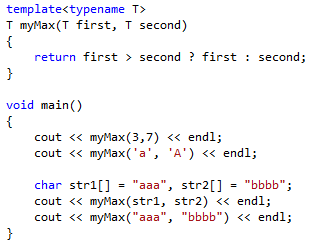 template<typename T>
T myMax(T first, T second)
{
    return first > second ? first : second;
}

void main()
{
    cout << myMax(3,7) << endl;
    cout << myMax('a', 'A') << endl;

    char str1[] = "aaa", str2[] = "bbbb";
    cout << myMax(str1, str2) << endl;
    cout << myMax("aaa", "bbbb") << endl;
}